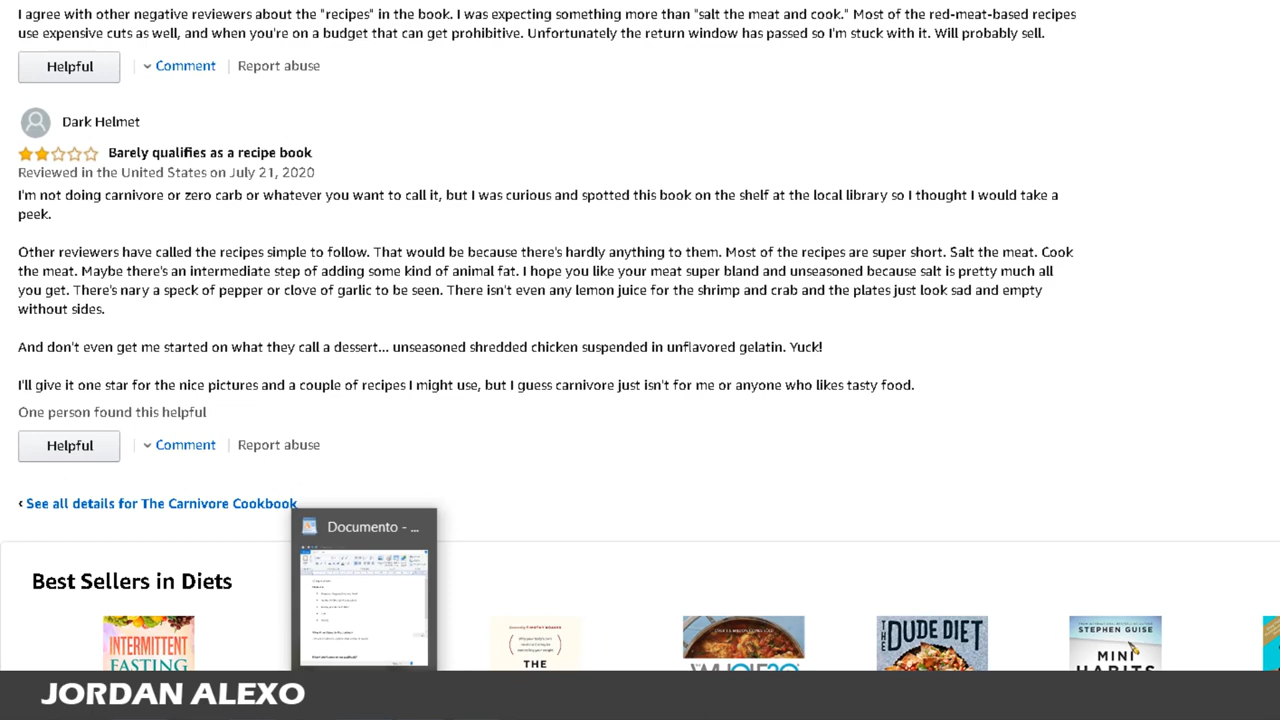 I agree with other negative reviewers about the "recipes" in the book. I was expecting something more than "salt the meat and cook." Most of the red-meat-based recipes
use expensive cuts as well, and when you're on a budget that can get prohibitive. Unfortunately the return window has passed so I'm stuck with it. Will probably sell.
Helpful
Comment
Report abuse
Dark Helmet
Barely qualifies as a recipe book
Reviewed in the United States on July 21, 2020
I'm not doing carnivore or zero carb or whatever you want to call it, but I was curious and spotted this book on the shelf at the local library so I thought I would take a
peek.
Other reviewers have called the recipes simple to follow. That would be because there's hardly anything to them. Most of the recipes are super short. Salt the meat. Cook
the meat. Maybe there's an intermediate step of adding some kind of animal fat. I hope you like your meat super bland and unseasoned because salt is pretty much all
you get. There's nary a speck of pepper or clove of garlic to be seen. There isn't even any lemon juice for the shrimp and crab and the plates just look sad and empty
without sides.
And don't even get me started on what they call a dessert... unseasoned shredded chicken suspended in unflavored gelatin. Yuck!
I'll give it one star for the nice pictures and a couple of recipes I might use, but I guess carnivore just isn't for me or anyone who likes tasty food.
One person found this helpful
Helpful
Comment
Report abuse
‹ See all details for The Carnivore Cookbook
Documento - ...
Best Sellers in Diets
INTERMITTENT
FASTING
THE
WHOLE30
THE
DUDE DIET
STEPHEN GUISE
MINI
HABITS
JORDAN ALEXO